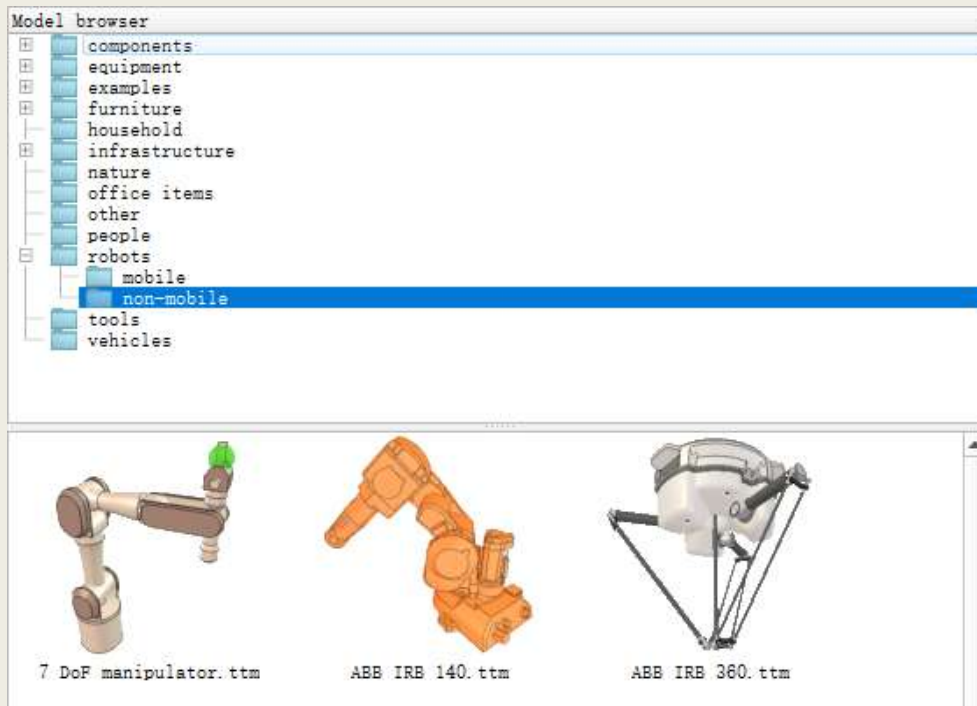 Model browser
components
equipment
examples
furniture
household
infrastructure
nature
office items
other
people
robots
mobile
non-mobile
tools
vehicles
7 DoF manipulator.ttm
ABB IRB 140.ttm
ABB IRB 360.ttm